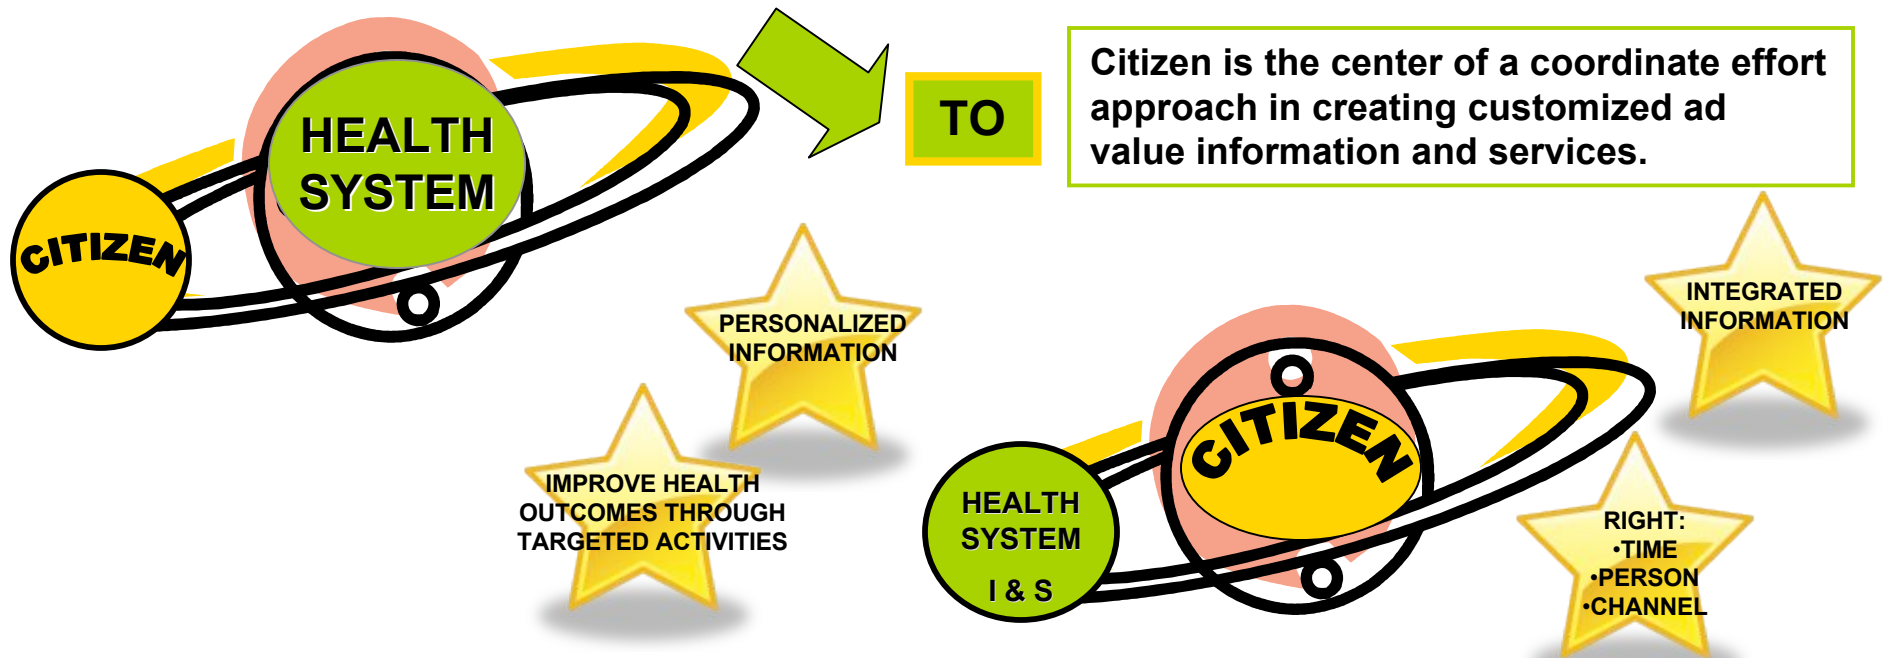 HEALTH
SYSTEM
CITIZEN
TO
Citizen is the center of a coordinate effort
approach in creating customized ad
value information and services.
PERSONALIZED
INFORMATION
IMPROVE HEALTH
OUTCOMES THROUGH
TARGETED ACTIVITIES
INTEGRATED
INFORMATION
CITIZEN
HEALTH
SYSTEM
I & S
RIGHT:
•TIME
•PERSON
•CHANNEL